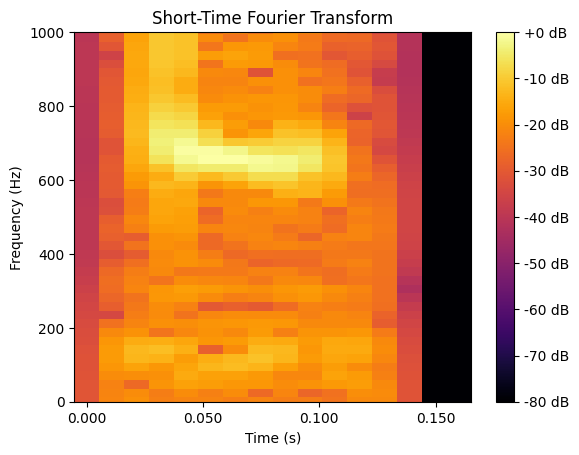 Short-Time Fourier Transform
1000
800
600
400
200
0
Frequency (Hz)
0.000
0.050
0.100
0.150
Time (s)
+0 dB
-10 dB
-20 dB
-30 dB
-40 dB
-50 dB
-60 dB
-70 dB
-80 dB